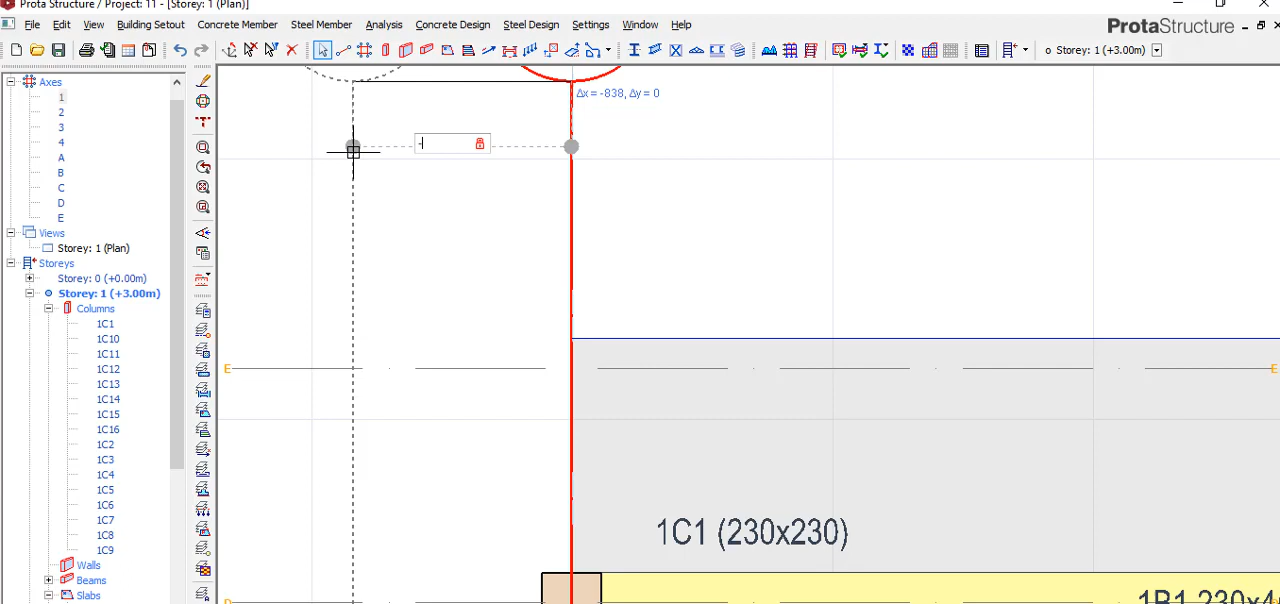 Prota Structure / Project: 11 - [Storey: 1 (Plan)]
File Edit View Building Setout Concrete Member Steel Member Analysis Concrete Design Steel Design Settings Window Help
ProtaStructure
Storey: 1 (+3.00m)
Axes
1
2
3
4
A
B
C
D
E
Views
Storey: 1 (Plan)
Storeys
Storey: 0 (+0.00m)
Storey: 1 (+3.00m)
Columns
1C1
1C10
1C11
1C12
1C13
1C14
1C15
1C16
1C2
1C3
1C4
1C5
1C6
1C7
1C8
1C9
Walls
Beams
Slabs
Δx = -838, Δy = 0
-
E
E
1C1 (230x230)